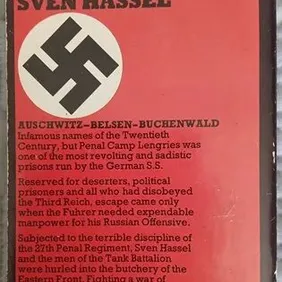 SVEN HASSEL
AUSCHWITZ–BELSEN–BUCHENWALD
Infamous names of the Twentieth
Century, but Penal Camp Lengries was
one of the most revolting and sadistic
prisons run by the German S.S.
Reserved for deserters, political
prisoners and all who had disobeyed
the Third Reich, escape came only
when the Fuhrer needed expendable
manpower for his Russian Offensive.
Subjected to the terrible discipline of
the 27th Penal Regiment, Sven Hassel
and the men of the Tank Battalion
were hurled into the butchery of the
Eastern Front. Fighting a war of